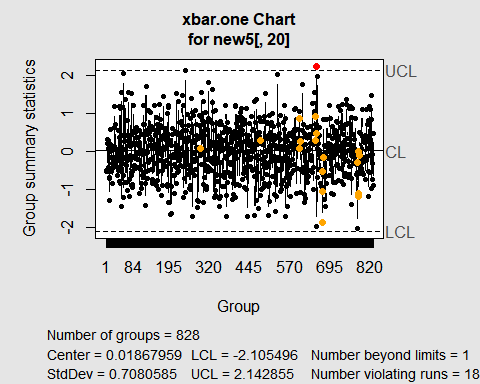 xbar.one Chart
for new5[, 20]
Group summary statistics
2
1
0
-1
-2
UCL
CL
LCL
1 84 195 320 445 570 695 820
Group
Number of groups = 828
Center = 0.01867959 LCL = -2.105496 Number beyond limits = 1
StdDev = 0.7080585 UCL = 2.142855 Number violating runs = 18